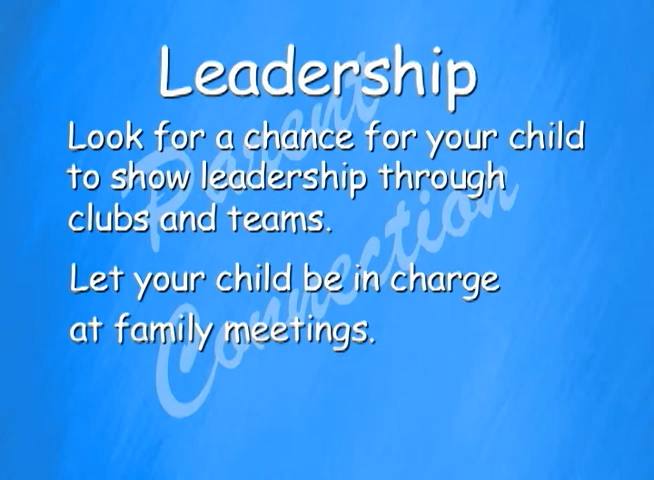 Leadership
Look for a chance for your child
to show leadership through
clubs and teams.
Let your child be in charge
at family meetings.
Parent
Connection